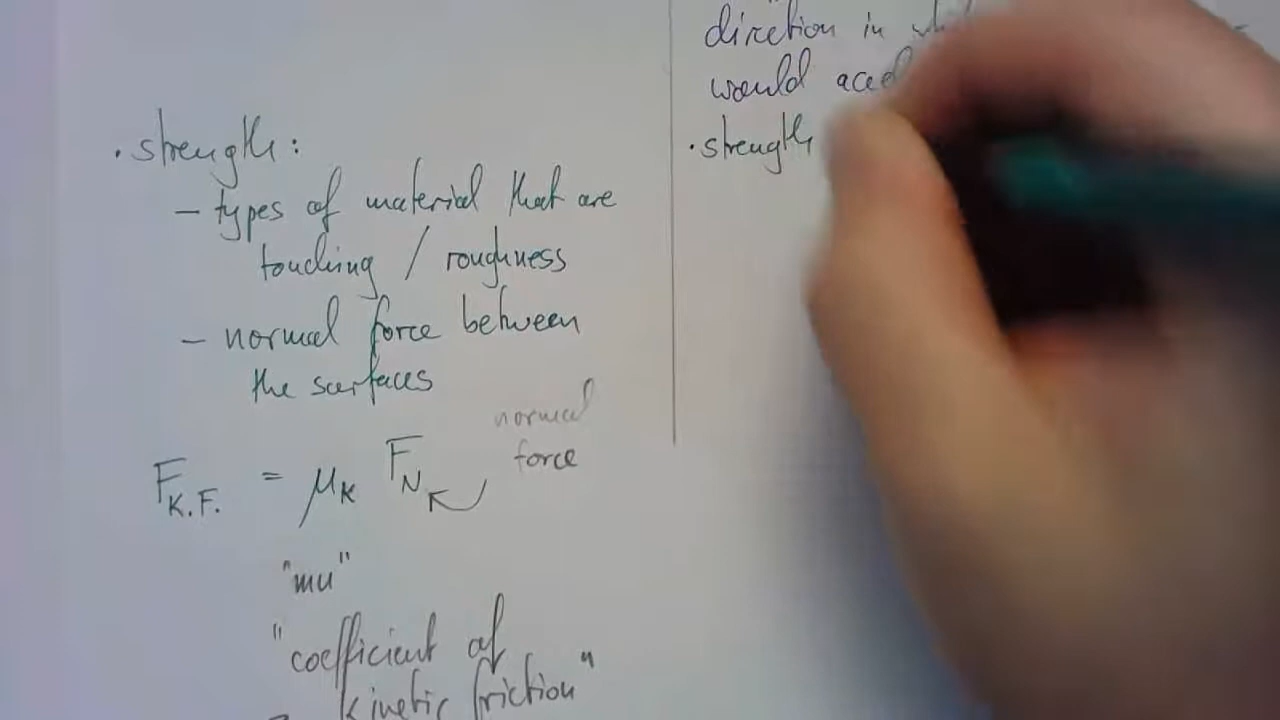 · strength:
- types of material that are
touching / roughness
- normal force between
the surfaces
normal
force
F_K.F. = μ_K F_N
"mu"
"coefficient of
kinetic friction"
direction in
would
· strength